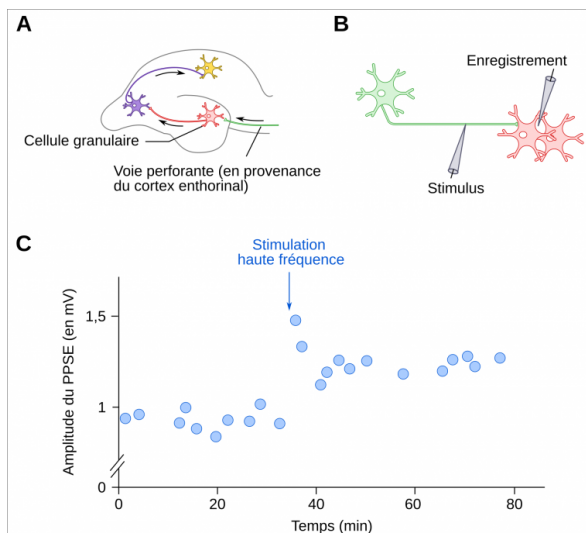 A
Cellule granulaire
Voie perforante (en provenance
du cortex enthorinal)
B
Enregistrement
Stimulus
C
Stimulation
haute fréquence
Amplitude du PPSE (en mV)
1,5
1
0
0
20
40
60
80
Temps (min)